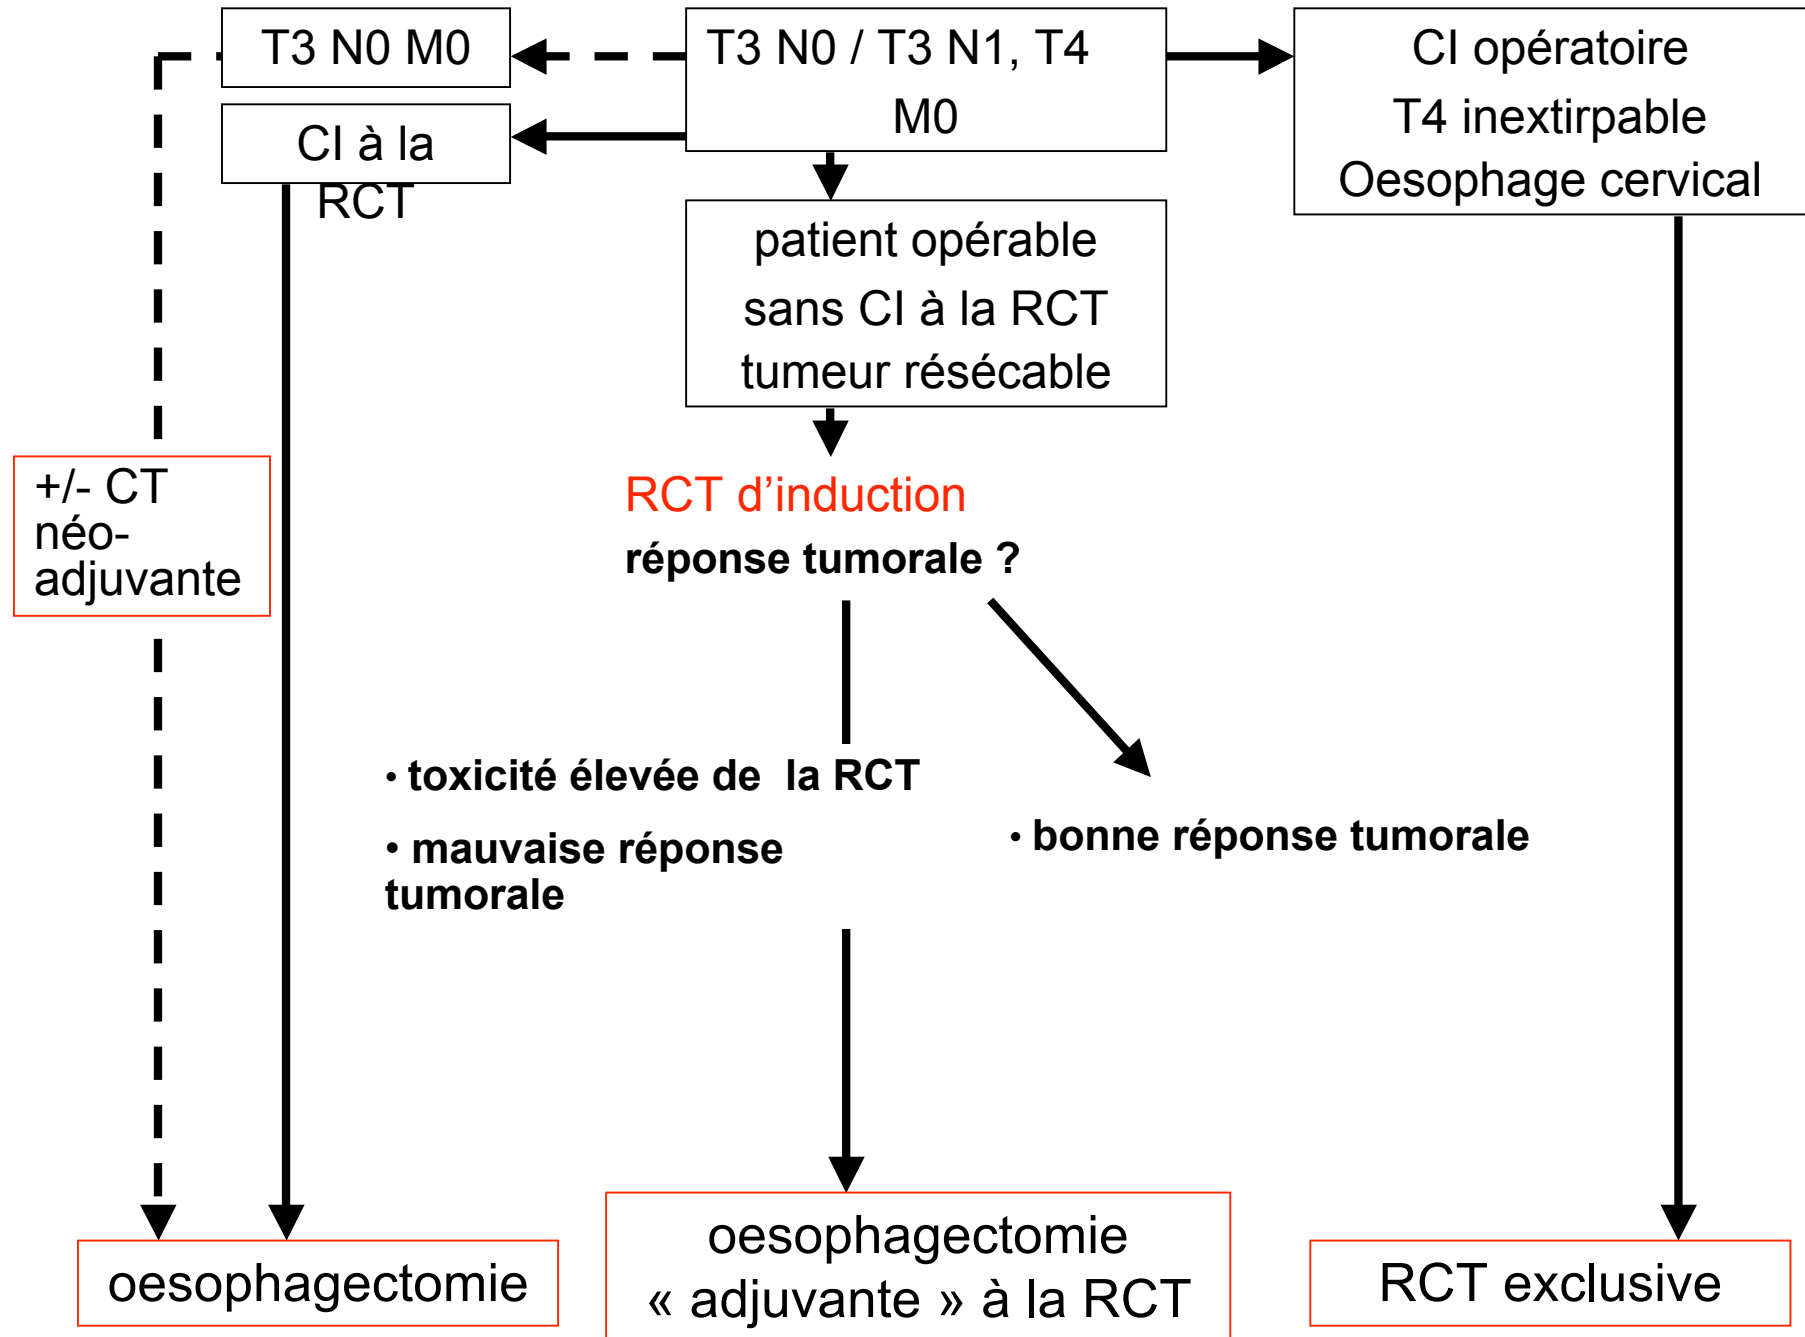 T3 N0 M0
T3 N0 / T3 N1, T4
M0
CI opératoire
T4 inextirpable
Oesophage cervical
CI à la
RCT
patient opérable
sans CI à la RCT
tumeur résécable
+/- CT
néo-
adjuvante
RCT d’induction
réponse tumorale ?
• toxicité élevée de  la RCT
• mauvaise réponse
tumorale
• bonne réponse tumorale
oesophagectomie
oesophagectomie
« adjuvante » à la RCT
RCT exclusive